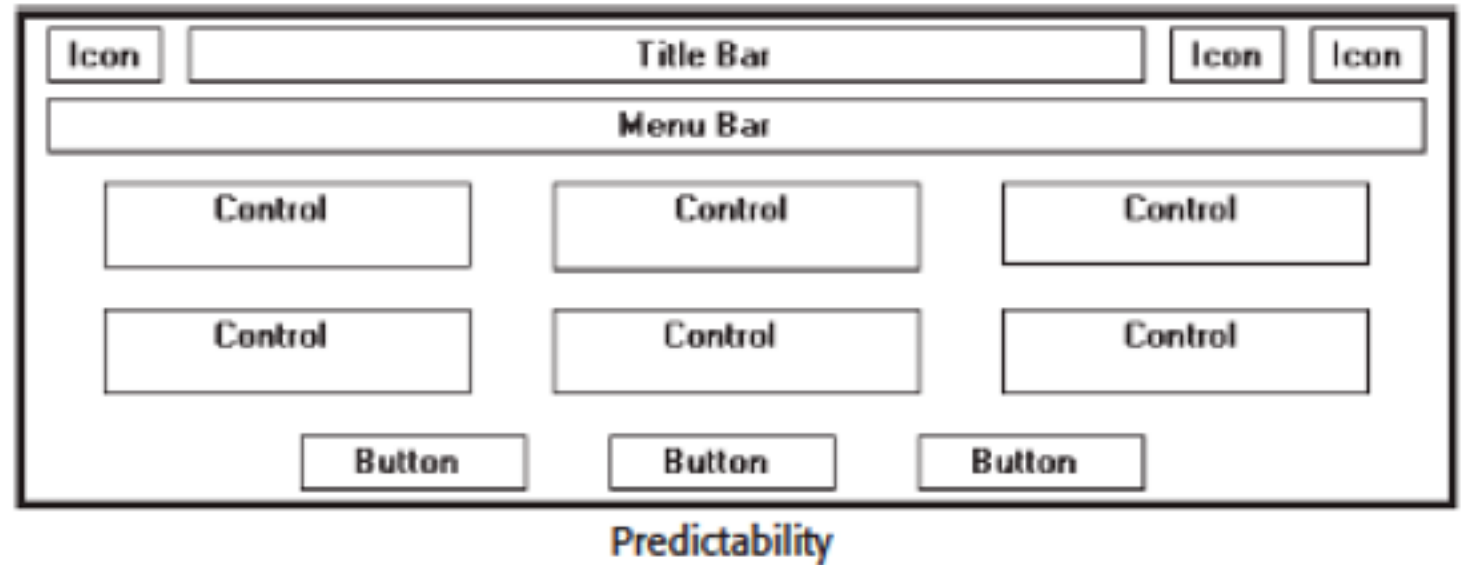 Icon Title Bar Icon Icon
Menu Bar
Control Control Control
Control Control Control
Button Button Button
Predictability